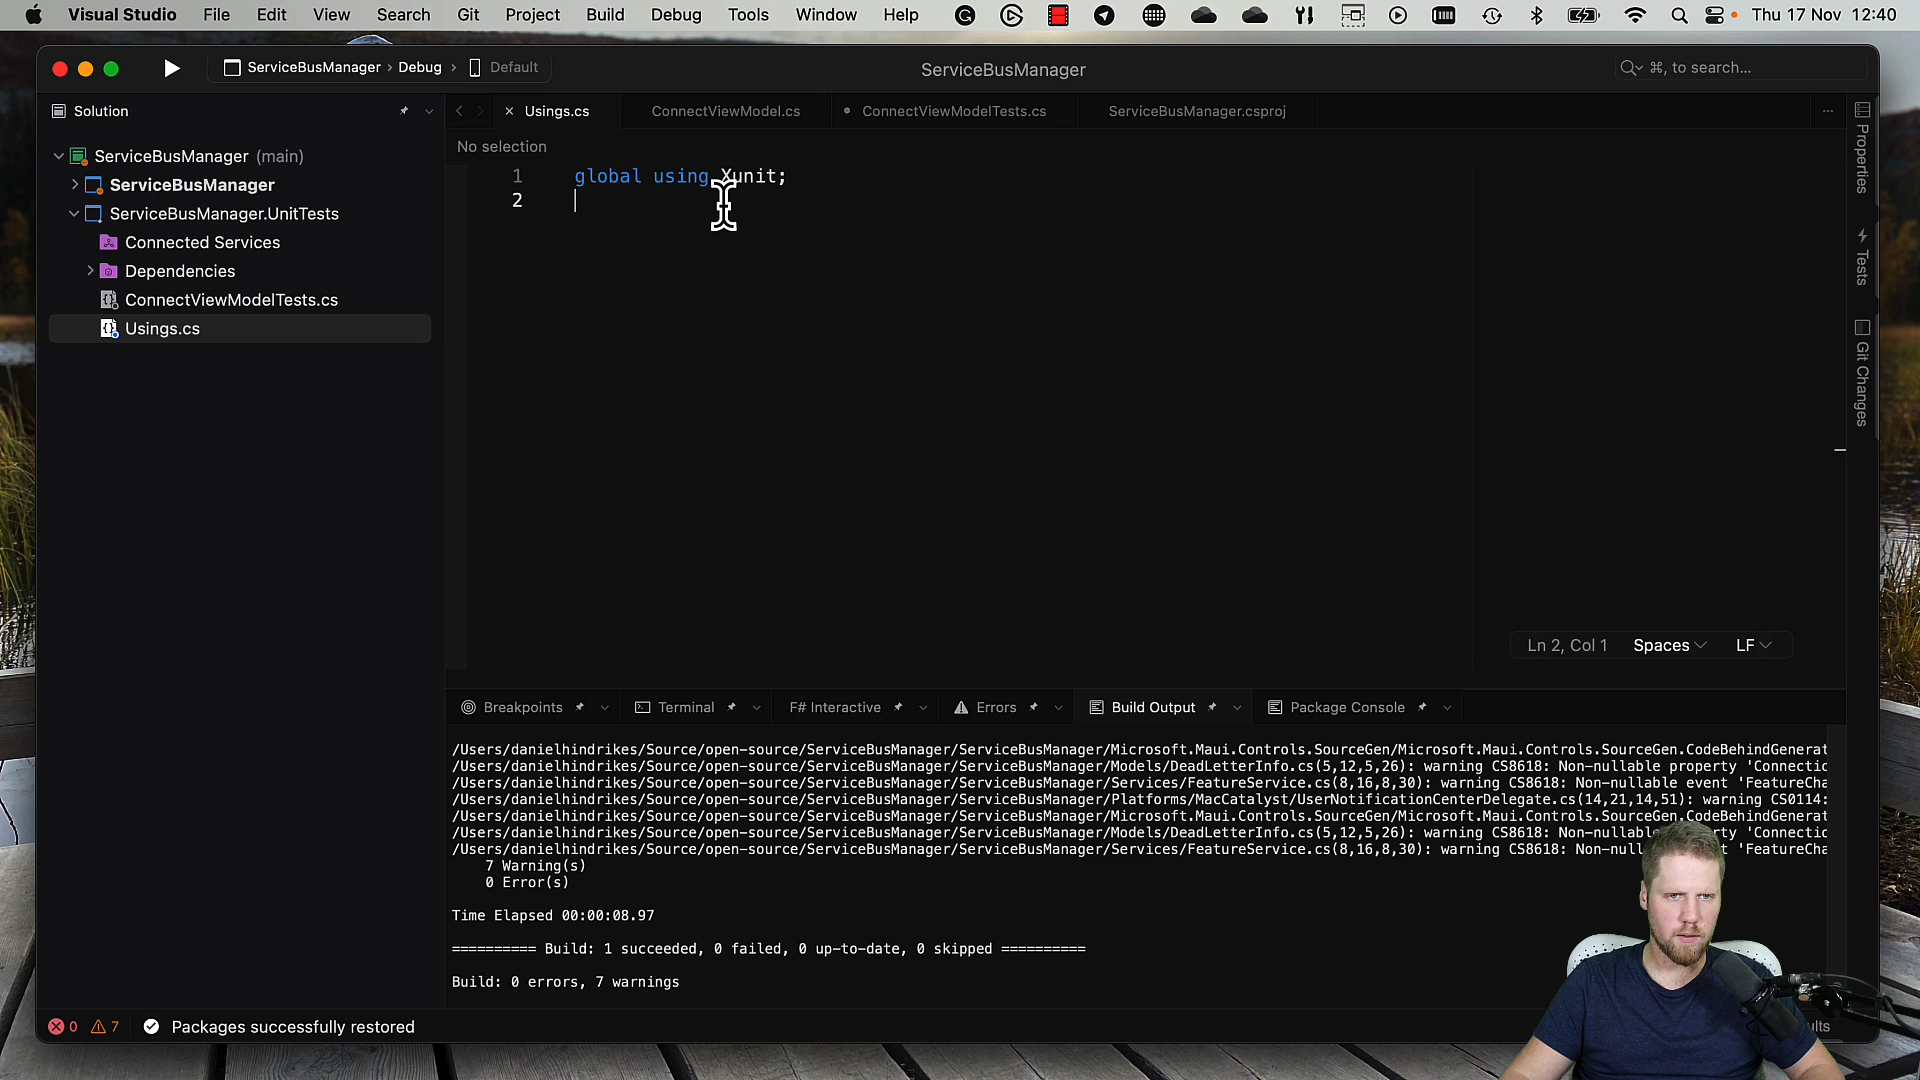 Visual Studio File Edit View Search Git Project Build Debug Tools Window Help Thu 17 Nov 12:40
ServiceBusManager › Debug › Default
ServiceBusManager
⌘, to search...
Solution
Usings.cs ConnectViewModel.cs ConnectViewModelTests.cs ServiceBusManager.csproj
No selection
ServiceBusManager (main)
ServiceBusManager
ServiceBusManager.UnitTests
Connected Services
Dependencies
ConnectViewModelTests.cs
Usings.cs
1 global using Xunit;
2
Properties
Tests
Git Changes
Ln 2, Col 1 Spaces LF
Breakpoints Terminal F# Interactive Errors Build Output Package Console
/Users/danielhindrikes/Source/open-source/ServiceBusManager/ServiceBusManager/Microsoft.Maui.Controls.SourceGen/Microsoft.Maui.Controls.SourceGen.CodeBehindGenerat
/Users/danielhindrikes/Source/open-source/ServiceBusManager/ServiceBusManager/Models/DeadLetterInfo.cs(5,12,5,26): warning CS8618: Non-nullable property 'Connectio
/Users/danielhindrikes/Source/open-source/ServiceBusManager/ServiceBusManager/Services/FeatureService.cs(8,16,8,30): warning CS8618: Non-nullable event 'FeatureCha
/Users/danielhindrikes/Source/open-source/ServiceBusManager/ServiceBusManager/Platforms/MacCatalyst/UserNotificationCenterDelegate.cs(14,21,14,51): warning CS0114:
/Users/danielhindrikes/Source/open-source/ServiceBusManager/ServiceBusManager/Microsoft.Maui.Controls.SourceGen/Microsoft.Maui.Controls.SourceGen.CodeBehindGenerat
/Users/danielhindrikes/Source/open-source/ServiceBusManager/ServiceBusManager/Models/DeadLetterInfo.cs(5,12,5,26): warning CS8618: Non-nullable 'Connectio
/Users/danielhindrikes/Source/open-source/ServiceBusManager/ServiceBusManager/Services/FeatureService.cs(8,16,8,30): warning CS8618: 'FeatureCha
7 Warning(s)
0 Error(s)
Time Elapsed 00:00:08.97
========== Build: 1 succeeded, 0 failed, 0 up-to-date, 0 skipped ==========
Build: 0 errors, 7 warnings
0 7 Packages successfully restored